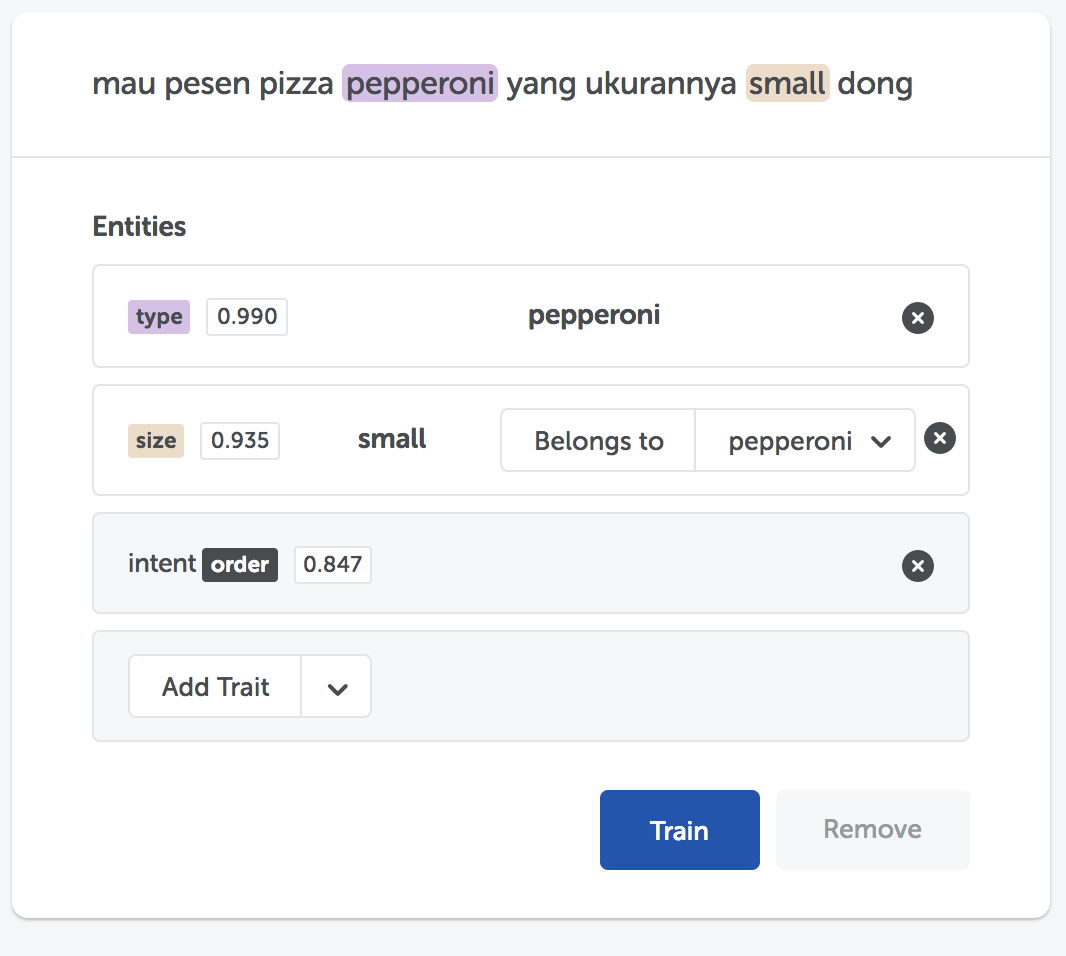 mau pesen pizza pepperoni yang ukurannya small dong
Entities
type 0.990 pepperoni
size 0.935 small Belongs to pepperoni
intent order 0.847
Add Trait
Train Remove